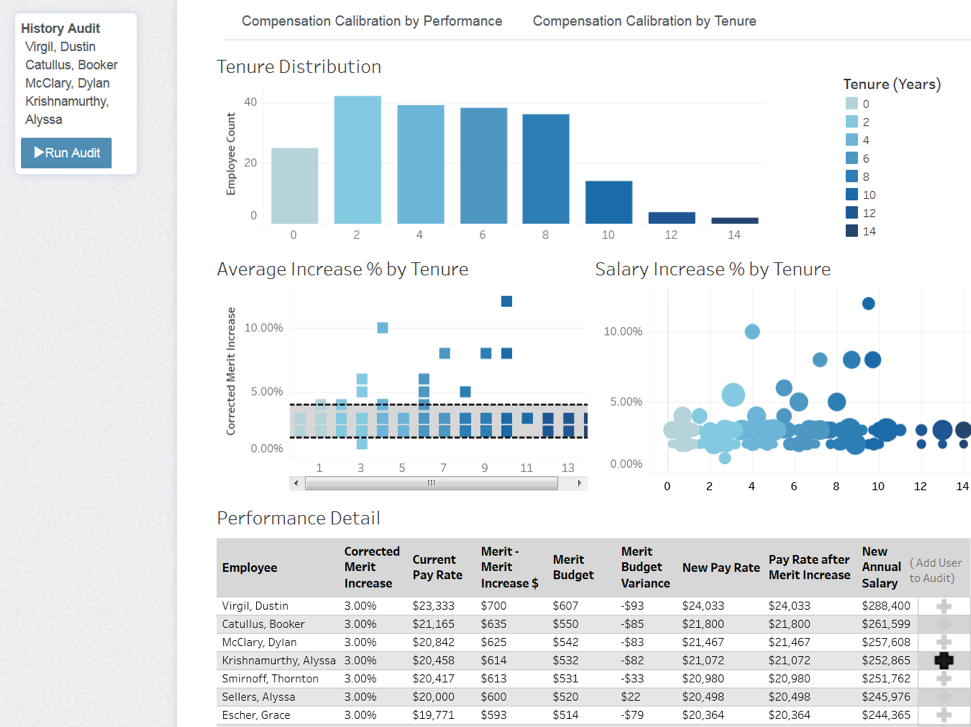 History Audit
Virgil, Dustin
Catullus, Booker
McClary, Dylan
Krishnamurthy,
Alyssa
Run Audit
Compensation Calibration by Performance Compensation Calibration by Tenure
Tenure Distribution
Employee Count
40
20
0
0 2 4 6 8 10 12 14
Tenure (Years)
0
2
4
6
8
10
12
14
Average Increase % by Tenure
Corrected Merit Increase
10.00%
5.00%
0.00%
1 3 5 7 9 11 13
Salary Increase % by Tenure
10.00%
5.00%
0.00%
0 2 4 6 8 10 12 14
Performance Detail
Employee Corrected Merit Increase Current Pay Rate Merit - Merit Increase $ Merit Budget Merit Budget Variance New Pay Rate Pay Rate after Merit Increase New Annual Salary (Add User to Audit)
Virgil, Dustin 3.00% $23,333 $700 $607 -$93 $24,033 $24,033 $288,400
Catullus, Booker 3.00% $21,165 $635 $550 -$85 $21,800 $21,800 $261,599
McClary, Dylan 3.00% $20,842 $625 $542 -$83 $21,467 $21,467 $257,608
Krishnamurthy, Alyssa 3.00% $20,458 $614 $532 -$82 $21,072 $21,072 $252,865
Smirnoff, Thornton 3.00% $20,417 $613 $531 -$33 $20,980 $20,980 $251,762
Sellers, Alyssa 3.00% $20,000 $600 $520 $22 $20,498 $20,498 $245,976
Escher, Grace 3.00% $19,771 $593 $514 -$79 $20,364 $20,364 $244,365